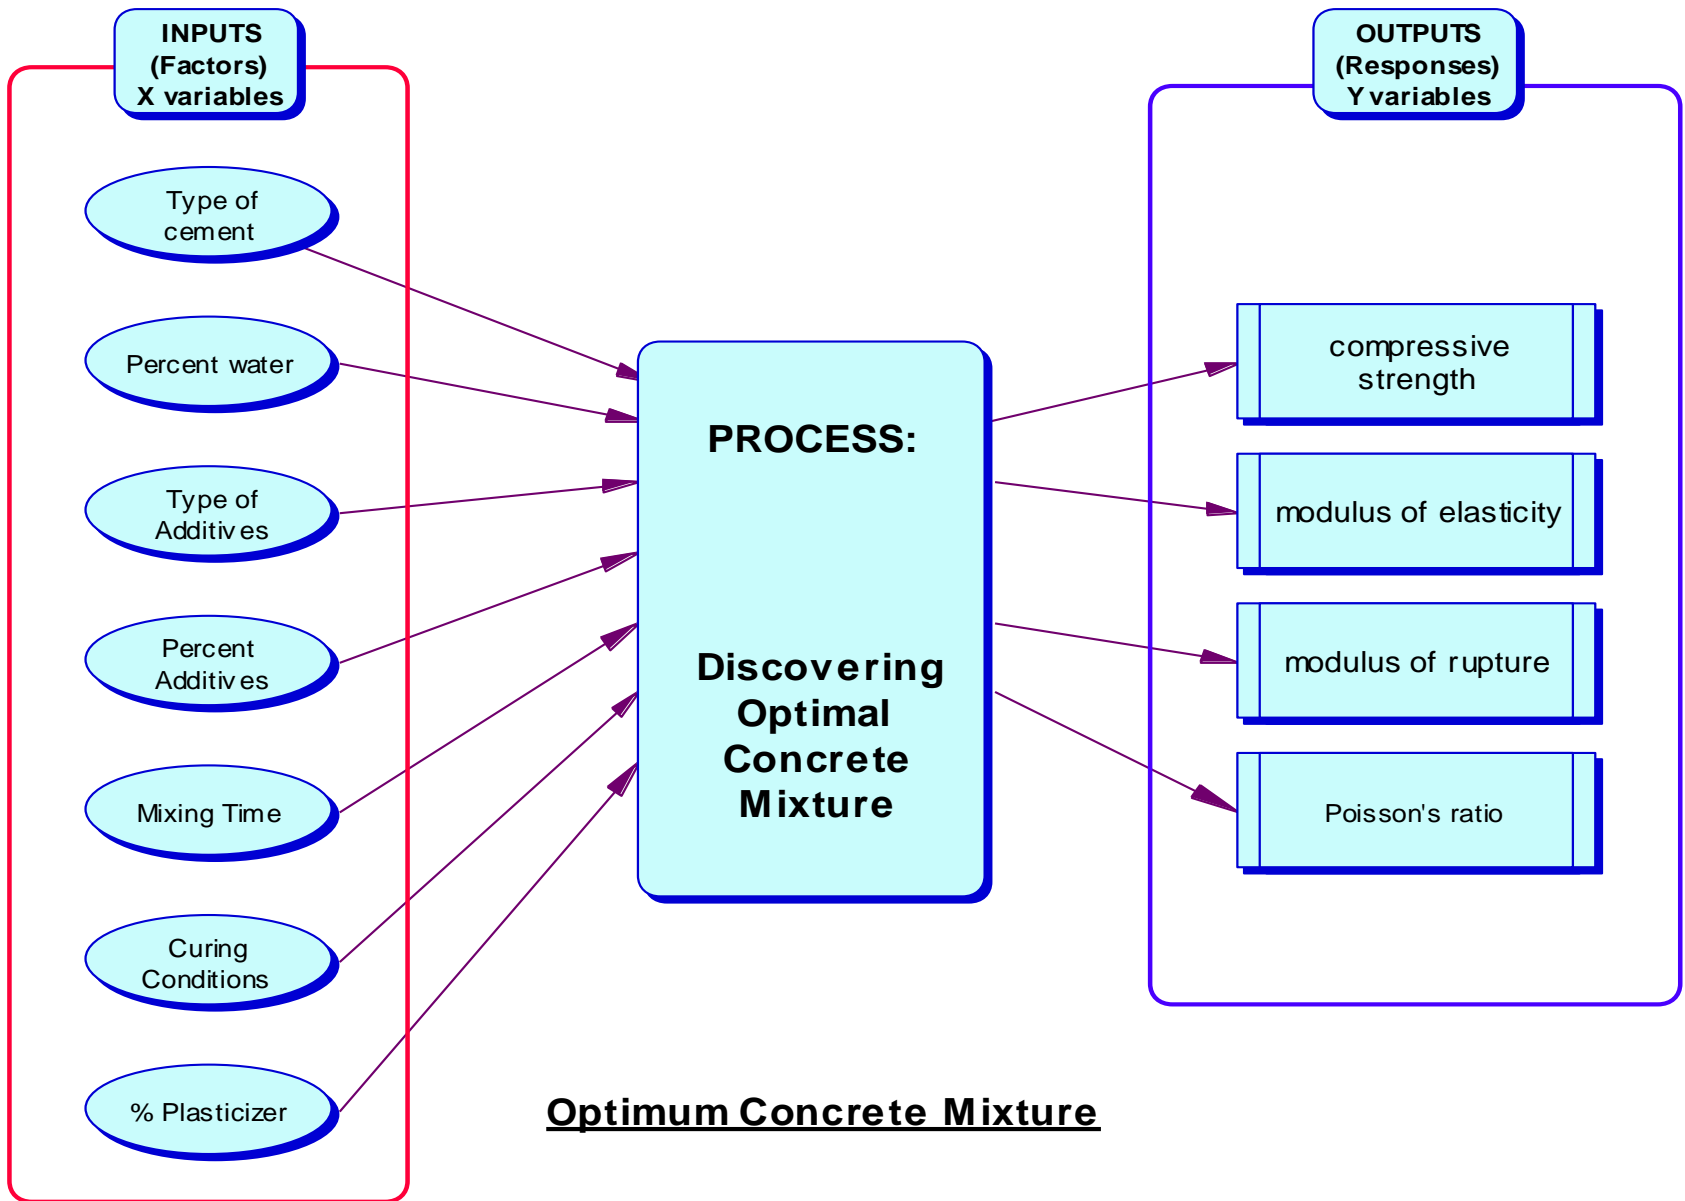 INPUTS
(Factors)
X variables
Type of
cement
Percent water
Type of
Additives
Percent
Additives
Mixing Time
Curing
Conditions
% Plasticizer
PROCESS:
Discovering
Optimal
Concrete
Mixture
OUTPUTS
(Responses)
Y variables
compressive
strength
modulus of elasticity
modulus of rupture
Poisson's ratio
Optimum Concrete Mixture